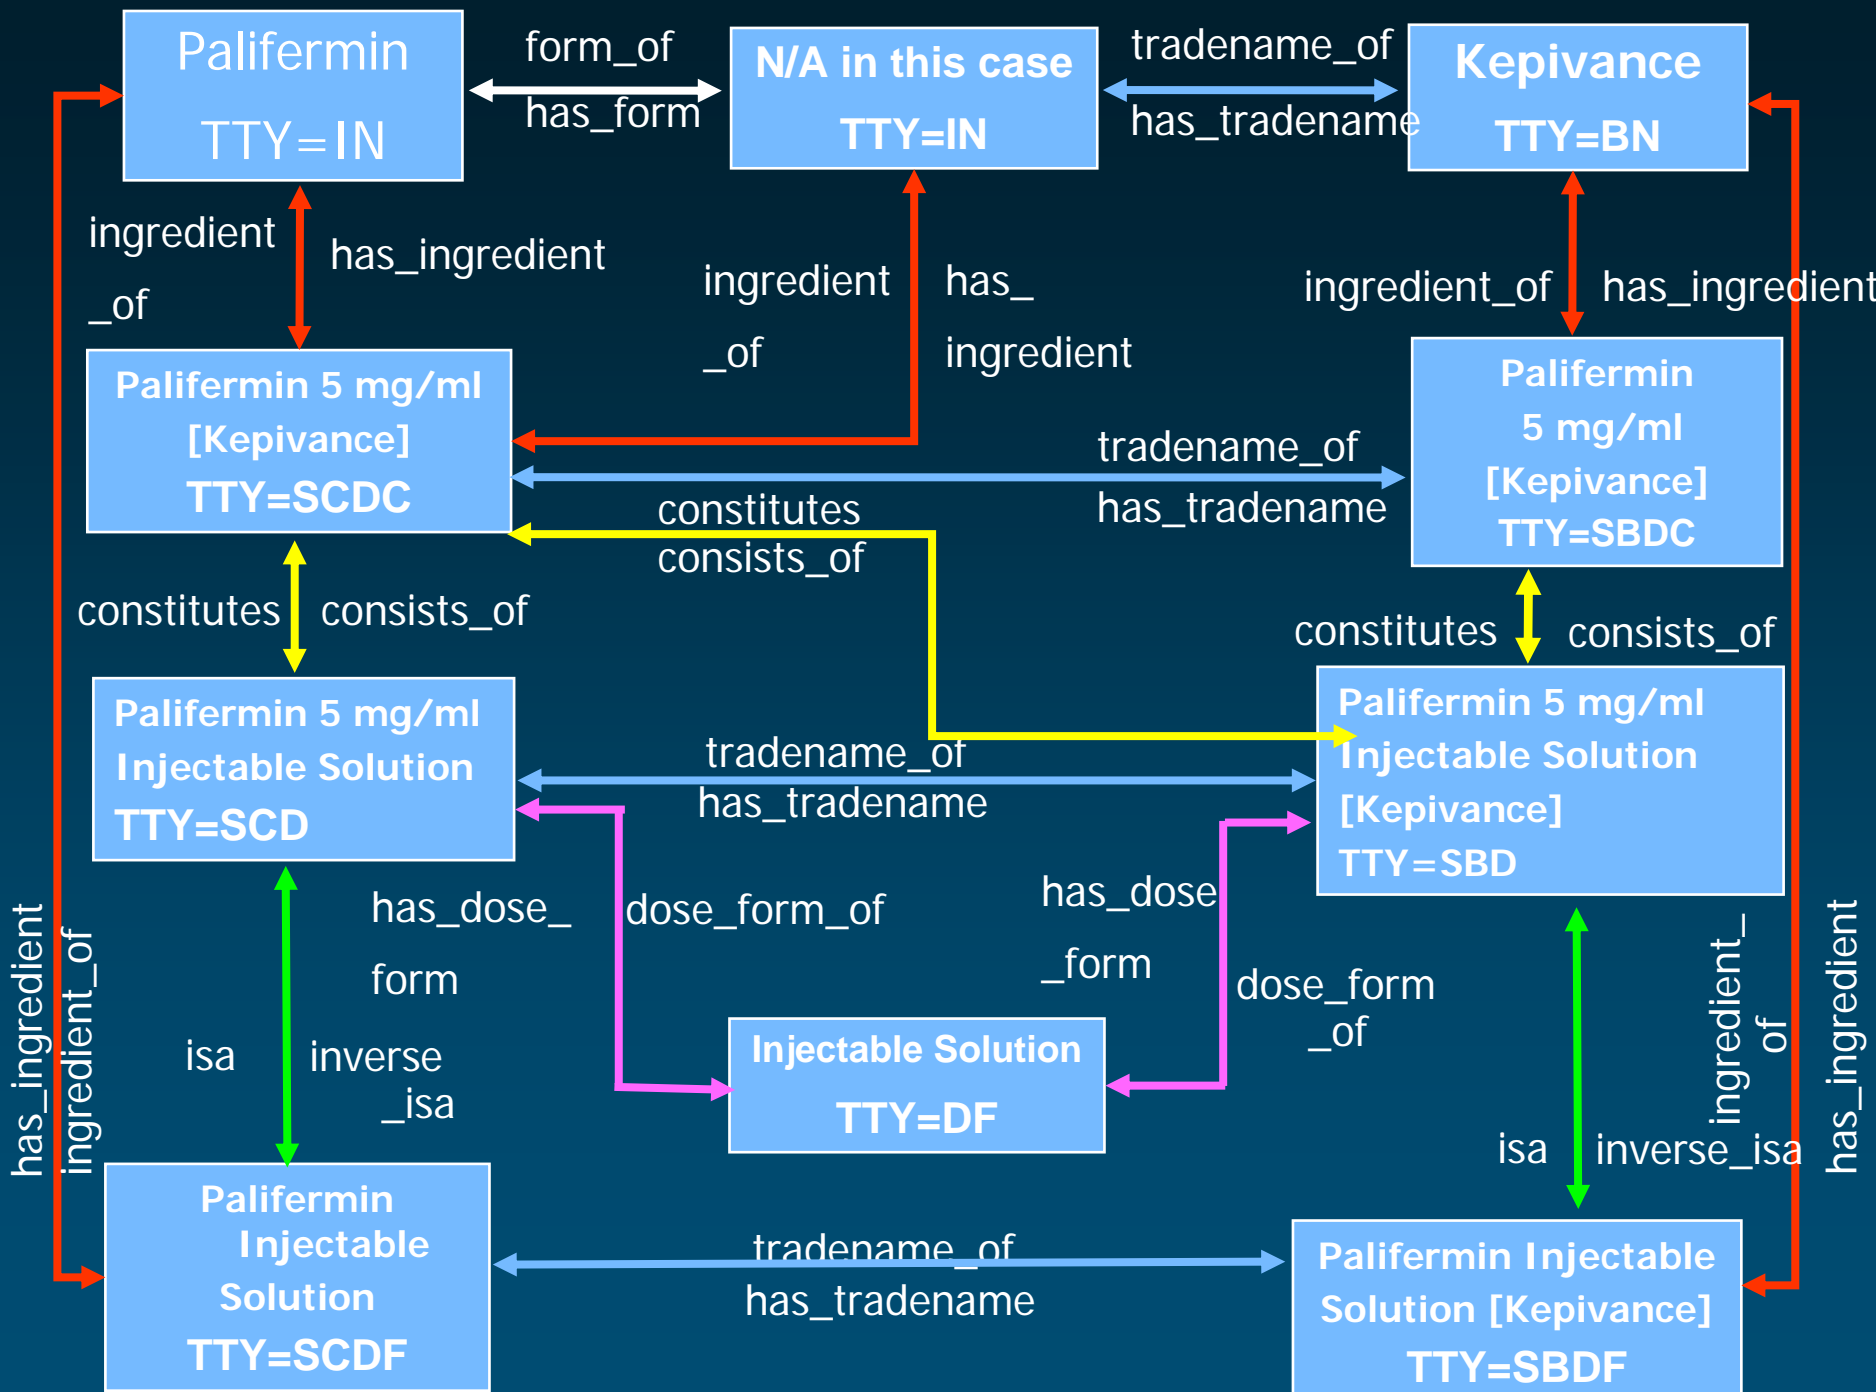 Palifermin
TTY=IN
form_of
has_form
N/A in this case
TTY=IN
tradename_of
has_tradename
Kepivance
TTY=BN
ingredient
_of
has_ingredient
ingredient
_of
has_
ingredient
ingredient_of
has_ingredient
Palifermin 5 mg/ml
[Kepivance]
TTY=SCDC
tradename_of
has_tradename
Palifermin
5 mg/ml
[Kepivance]
TTY=SBDC
constitutes
consists_of
constitutes
consists_of
constitutes
consists_of
Palifermin 5 mg/ml
Injectable Solution
TTY=SCD
tradename_of
has_tradename
Palifermin 5 mg/ml
Injectable Solution
[Kepivance]
TTY=SBD
has_ingredient
ingredient_of
has_dose_
form
dose_form_of
has_dose
_form
dose_form
_of
ingredient_
of
has_ingredient
isa
inverse
_isa
Injectable Solution
TTY=DF
isa
inverse_isa
Palifermin
Injectable
Solution
TTY=SCDF
tradename_of
has_tradename
Palifermin Injectable
Solution [Kepivance]
TTY=SBDF